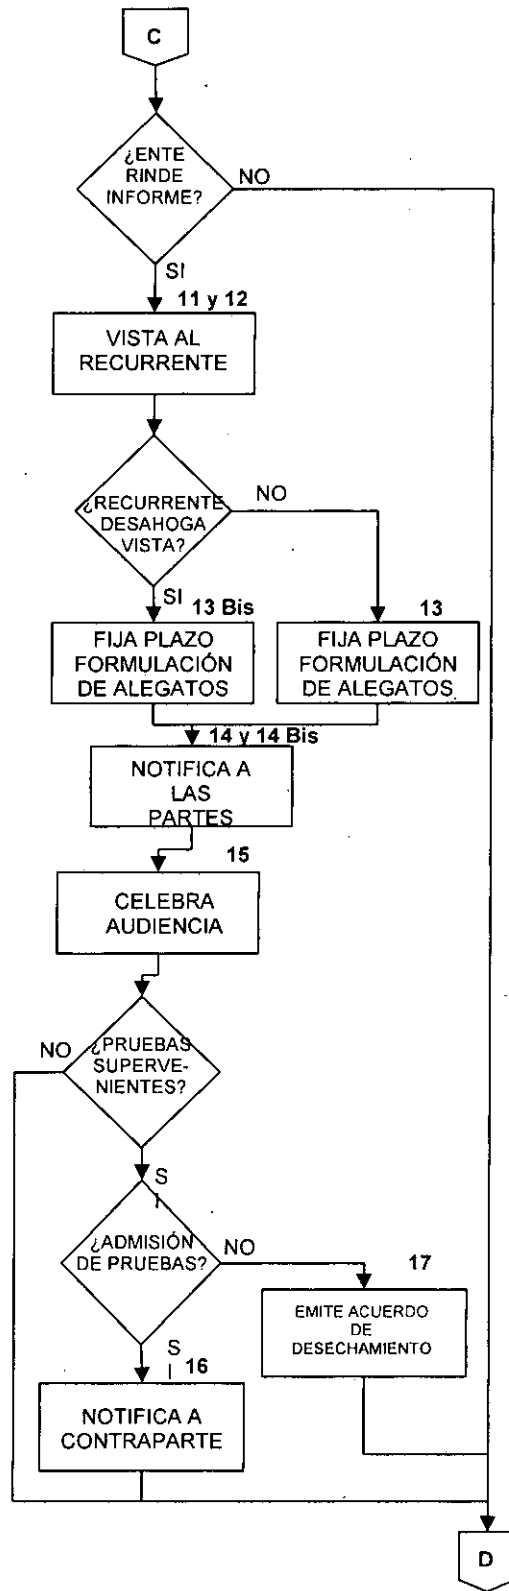 C
¿ENTE
RINDE
INFORME?
NO
SI
11 y 12
VISTA AL
RECURRENTE
¿RECURRENTE
DESAHOGA
VISTA?
NO
SI
13 Bis
13
FIJA PLAZO
FORMULACIÓN
DE ALEGATOS
FIJA PLAZO
FORMULACIÓN
DE ALEGATOS
14 y 14 Bis
NOTIFICA A
LAS
PARTES
15
CELEBRA
AUDIENCIA
NO
¿PRUEBAS
SUPERVE-
NIENTES?
S
I
¿ADMISIÓN
DE PRUEBAS?
NO
17
EMITE ACUERDO
DE
DESECHAMIENTO
S
I
16
NOTIFICA A
CONTRAPARTE
D